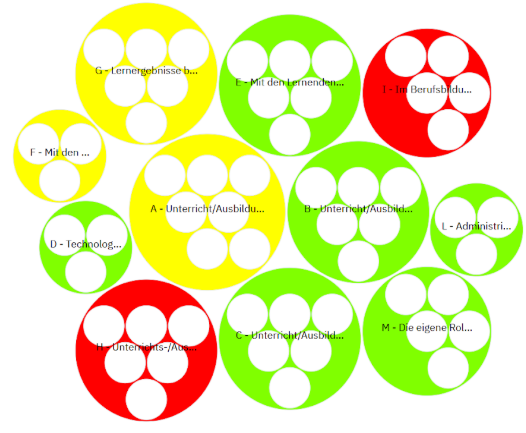 G - Lernergebnisse b...
E - Mit den Lernenden...
I - Im Berufsbildu...
F - Mit den ...
A - Unterricht/Ausbildu...
B - Unterricht/Ausbild...
L - Administri...
D - Technolog...
H - Unterrichts-/Aus...
C - Unterricht/Ausbild...
M - Die eigene Rol...